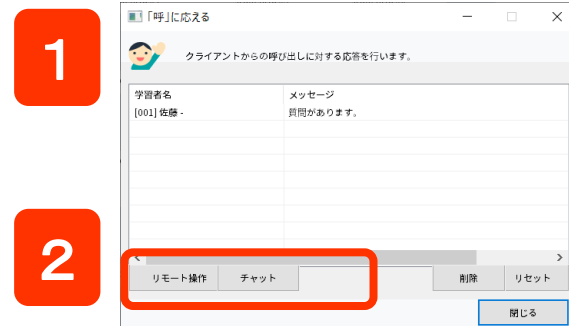 1
「呼」に応える
クライアントからの呼び出しに対する応答を行います。
学習者名 メッセージ
[001] 佐藤 - 質問があります。
2
リモート操作 チャット 削除 リセット
閉じる